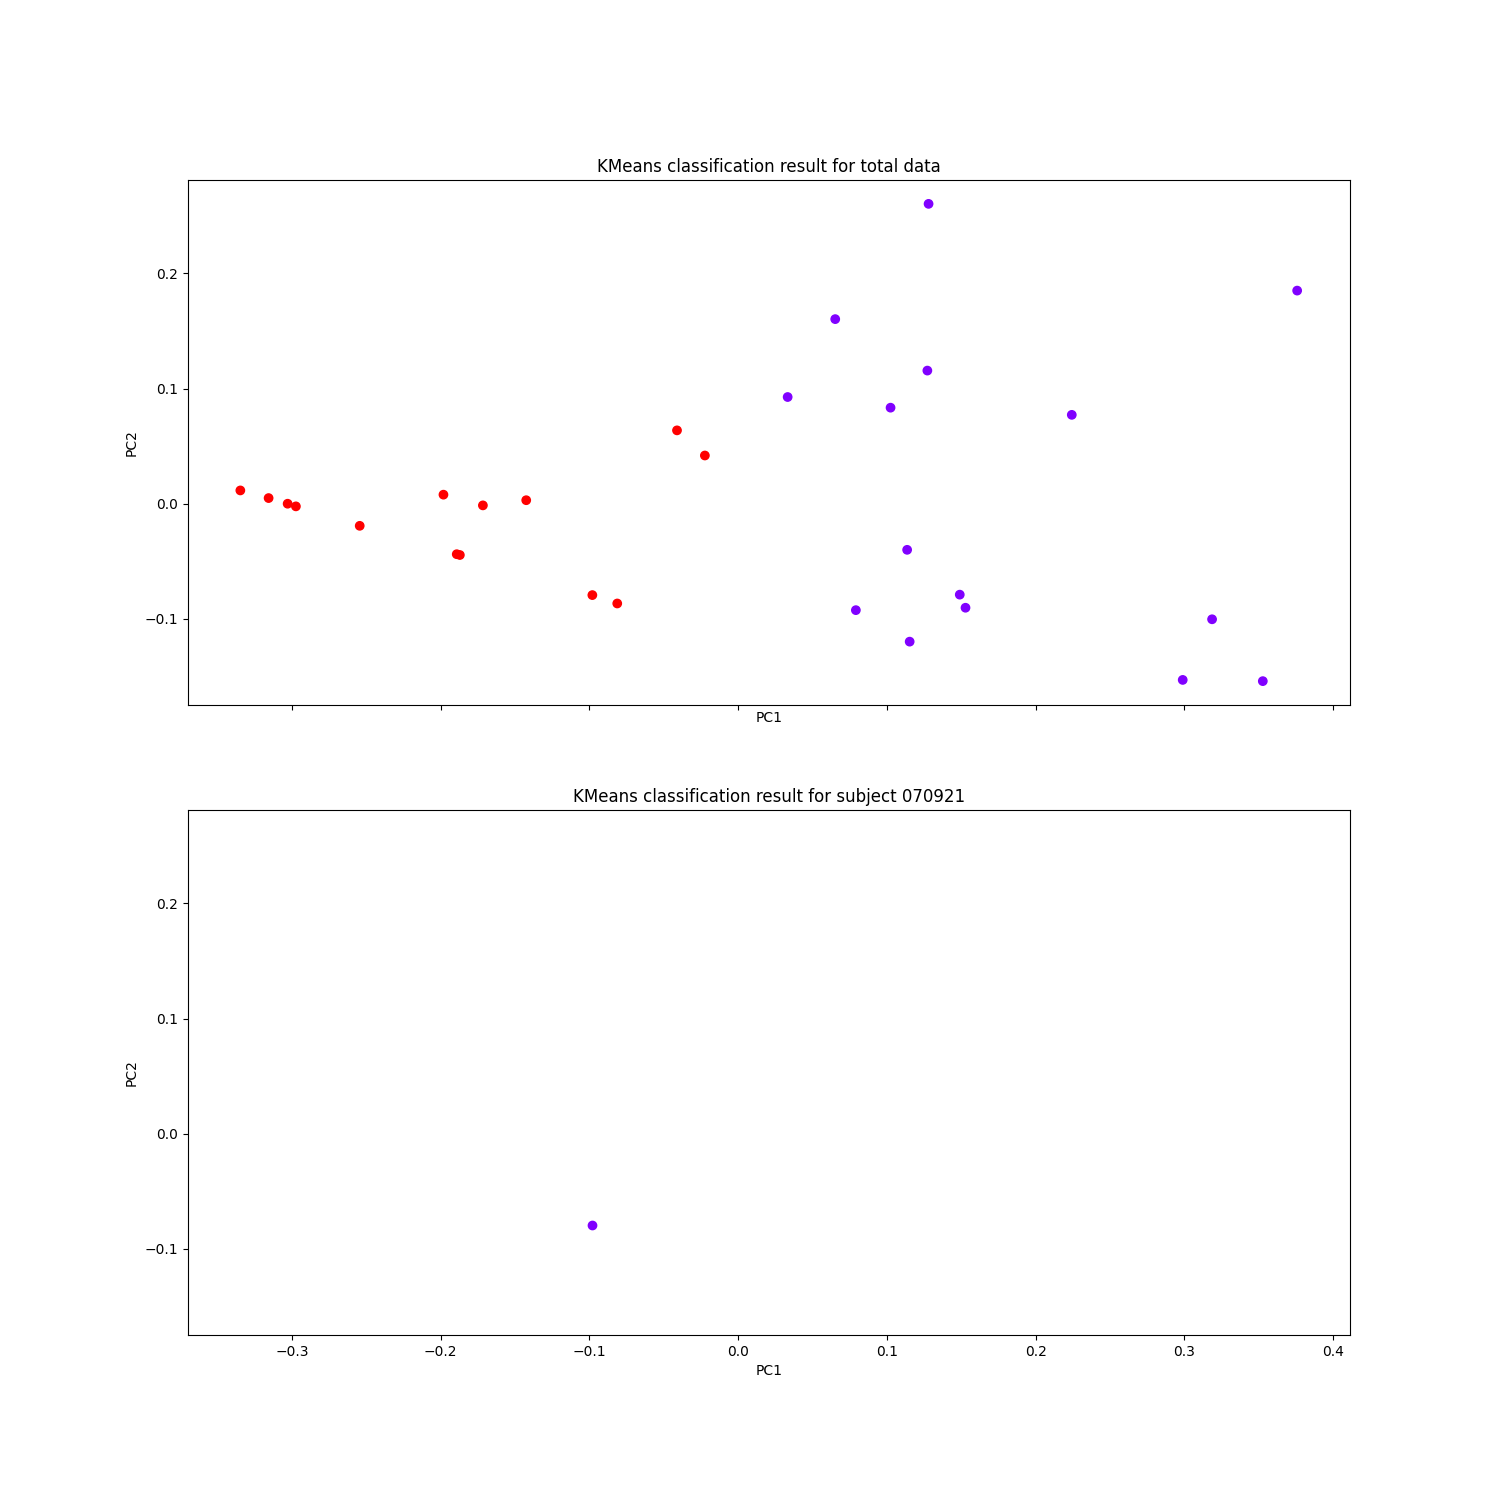 KMeans classification result for total data
0.2
0.1
0.0
−0.1
PC2
PC1
KMeans classification result for subject 070921
0.2
0.1
0.0
−0.1
PC2
−0.3 −0.2 −0.1 0.0 0.1 0.2 0.3 0.4
PC1